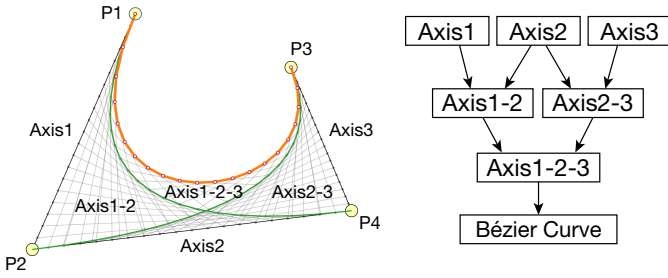 P1
P3
Axis1
Axis3
Axis1-2-3
Axis1-2
Axis2-3
P4
Axis2
P2
Axis1 Axis2 Axis3
Axis1-2 Axis2-3
Axis1-2-3
Bézier Curve